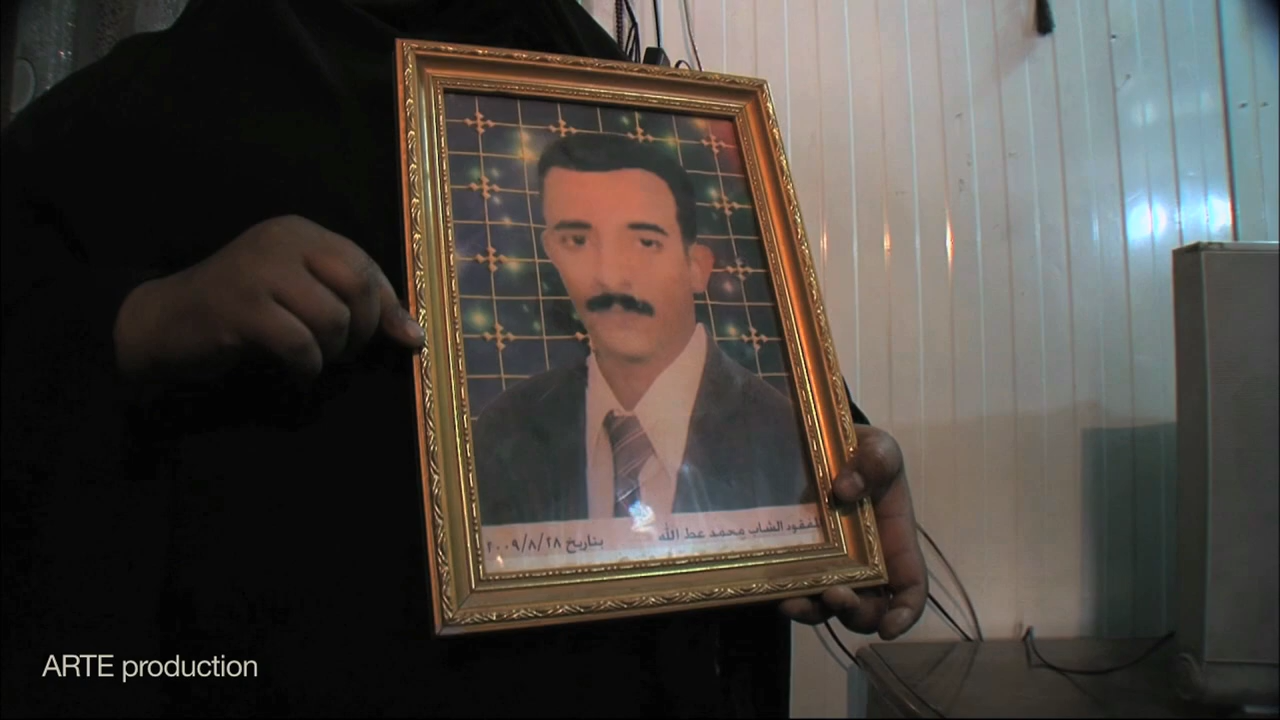 المفقود الشاب محمد عط الله بتاريخ ٢٠٠٩/٨/٢٨
ARTE production